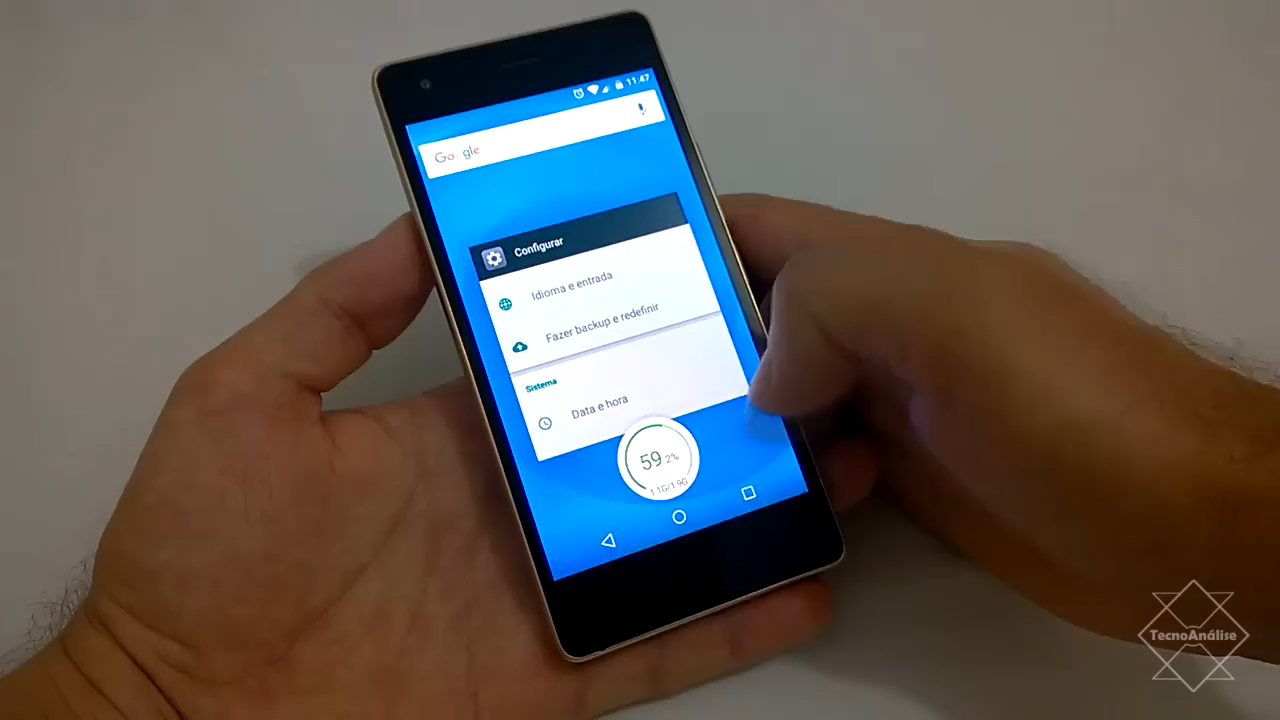 11:47
Google
Configurar
Idioma e entrada
Fazer backup e redefinir
Sistema
Data e hora
59.2%
1.1G/1.9G
TecnoAnálise